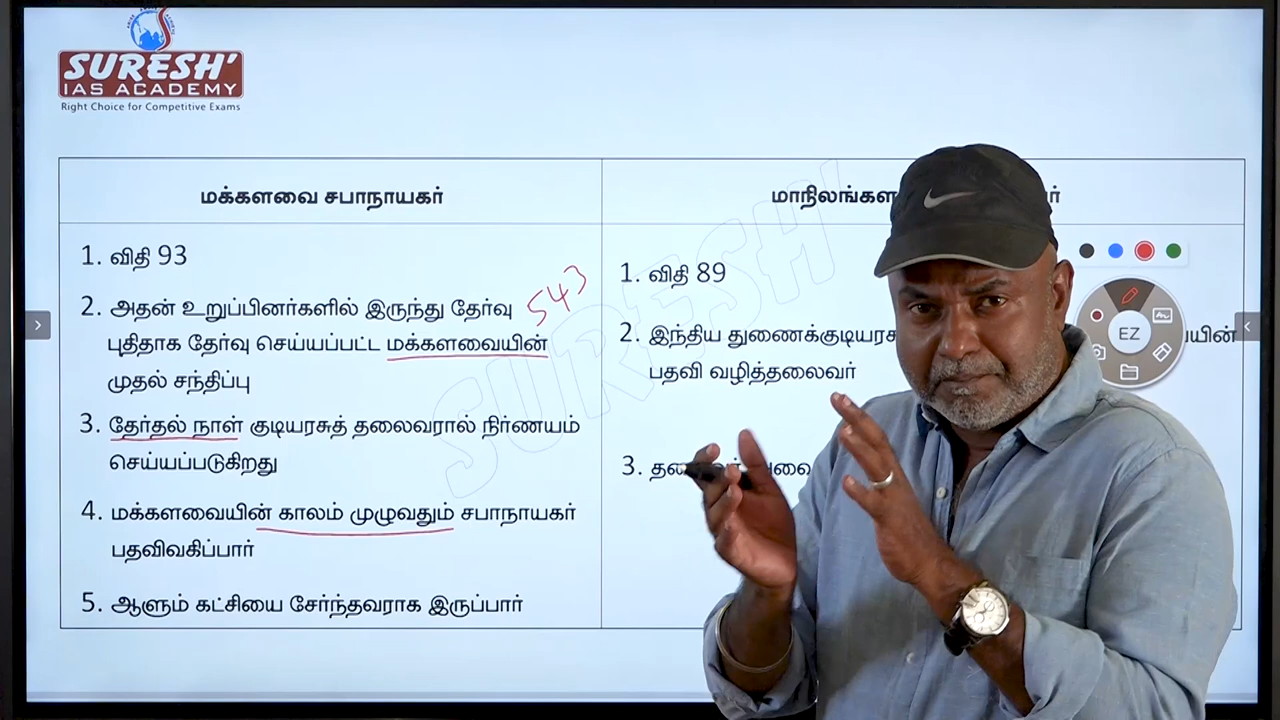 SURESH'
IAS ACADEMY
Right Choice for Competitive Exams
மக்களவை சபாநாயகர்
1. விதி 93
2. அதன் உறுப்பினர்களில் இருந்து தேர்வு
543
புதிதாக தேர்வு செய்யப்பட்ட மக்களவையின்
முதல் சந்திப்பு
3. தேர்தல் நாள் குடியரசுத் தலைவரால் நிர்ணயம்
செய்யப்படுகிறது
4. மக்களவையின் காலம் முழுவதும் சபாநாயகர்
பதவிவகிப்பார்
5. ஆளும் கட்சியை சேர்ந்தவராக இருப்பார்
1. விதி 89
2. இந்திய
பதவி வழித்தலைவர்
3.
SURESH'
EZ